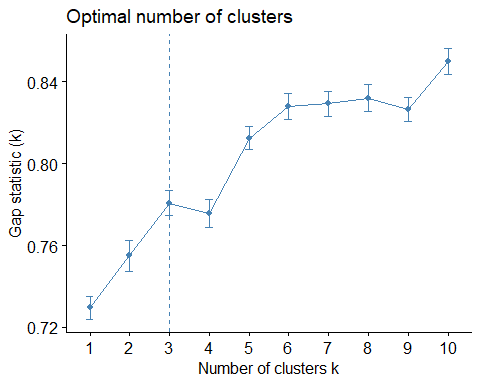 Optimal number of clusters
Gap statistic (k)
0.84
0.80
0.76
0.72
1 2 3 4 5 6 7 8 9 10
Number of clusters k